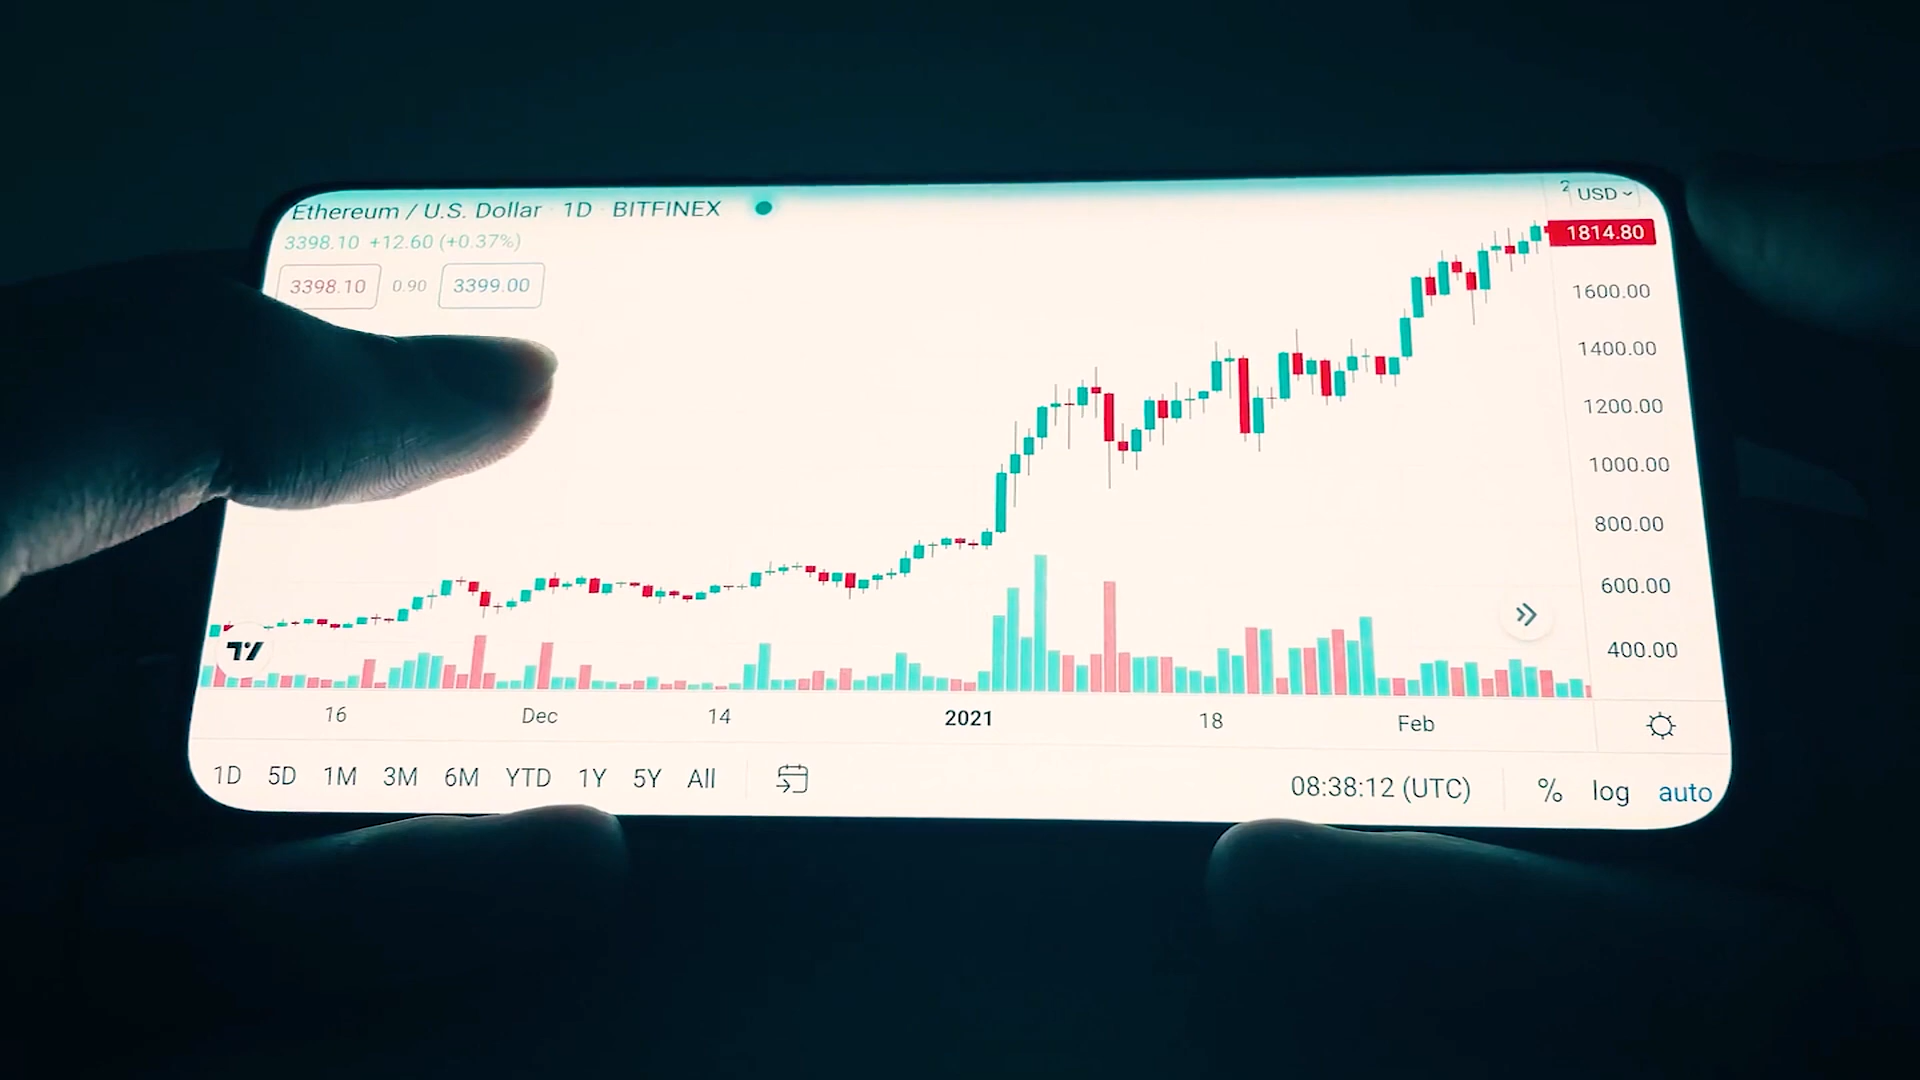 Ethereum / U.S. Dollar · 1D · BITFINEX
2 USD
3398.10 +12.60 (+0.37%)
3398.10 0.90 3399.00
1814.80
1600.00
1400.00
1200.00
1000.00
800.00
600.00
400.00
16 Dec 14 2021 18 Feb
1D 5D 1M 3M 6M YTD 1Y 5Y All 08:38:12 (UTC) % log auto